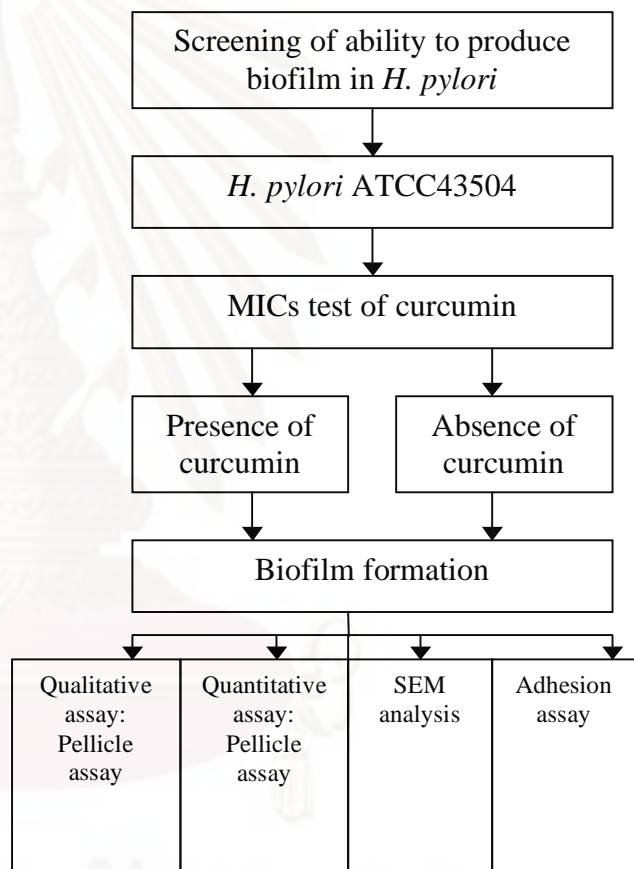 Screening of ability to produce
biofilm in H. pylori
H. pylori ATCC43504
MICs test of curcumin
Presence of
curcumin
Absence of
curcumin
Biofilm formation
Qualitative
assay:
Pellicle
assay
Quantitative
assay:
Pellicle
assay
SEM
analysis
Adhesion
assay